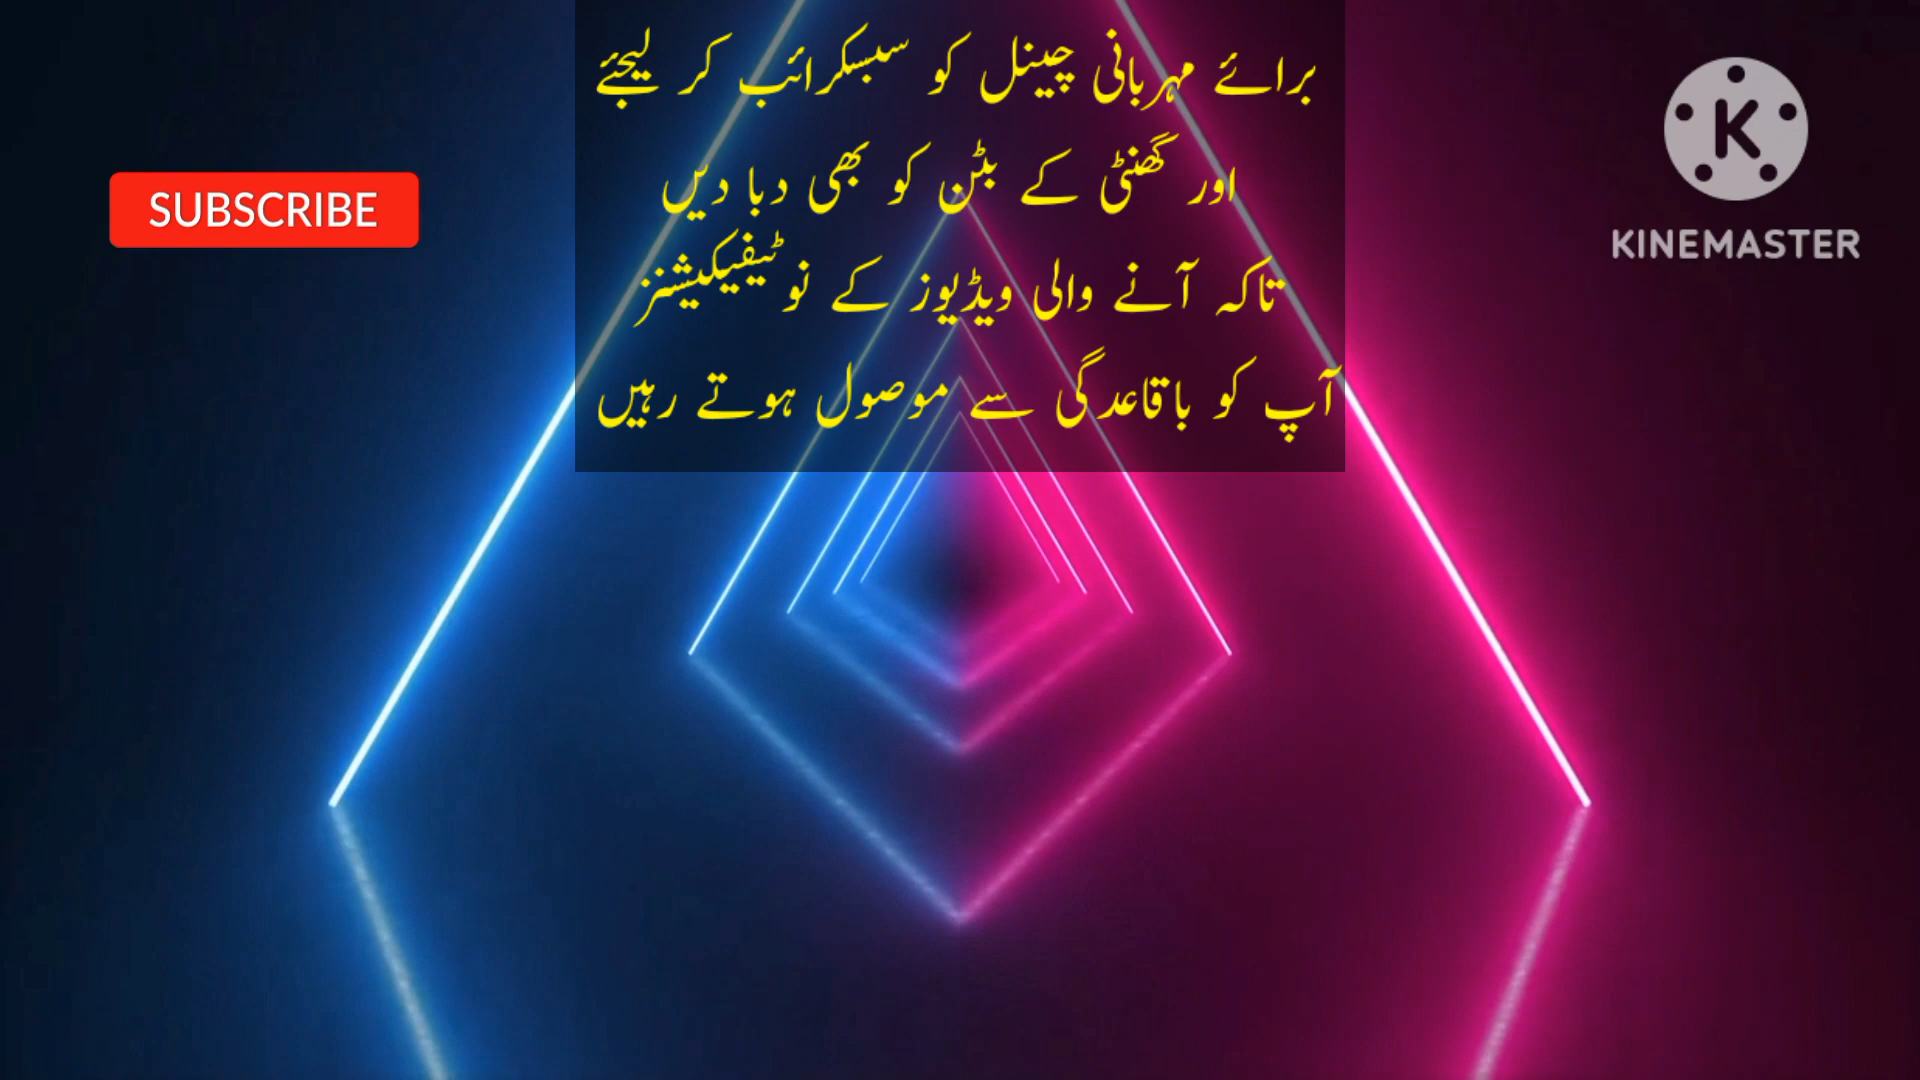 برائے مہربانی چینل کو سبسکرائب کر لیجئے
اور گھنٹی کے بٹن کو بھی دبا دیں
تاکہ آنے والی ویڈیوز کے نوٹیفیکیشنز
آپ کو باقاعدگی سے موصول ہوتے رہیں
SUBSCRIBE
K
KINEMASTER